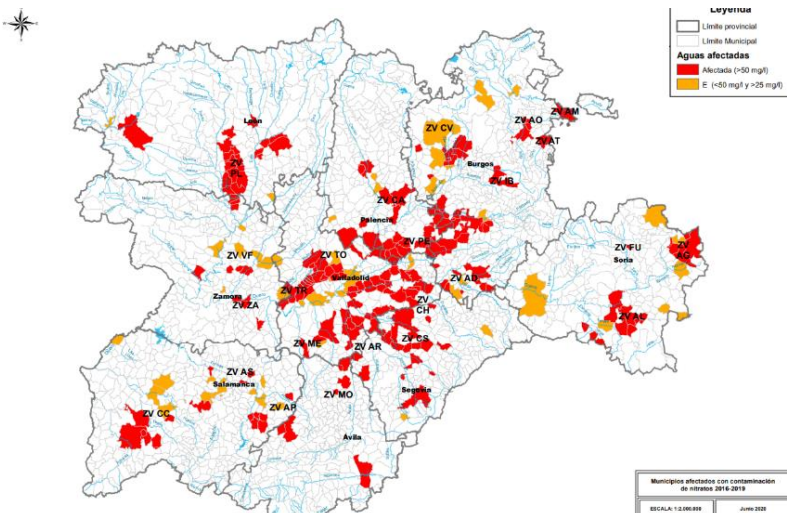 Leyenda
Límite provincial
Límite Municipal
Aguas afectadas
Afectada (>50 mg/l)
E (<50 mg/l y >25 mg/l)
ZV CV
ZV AO
ZV AM
ZV AT
León
ZV
PL
Burgos
ZV IB
ZV CA
Palencia
ZV PE
ZV VF
ZV TO
ZV FU
Soria
ZV
AG
Valladolid
ZV AD
Zamora
ZV ZA
ZV TR
ZV
CH
ZV AL
ZV ME
ZV AR
ZV CS
ZV AS
Salamanca
Segovia
ZV MO
ZV CC
ZV AP
Ávila
Municipios afectados con contaminación
de nitratos 2016-2019
ESCALA: 1:2.000.000
Junio 2020